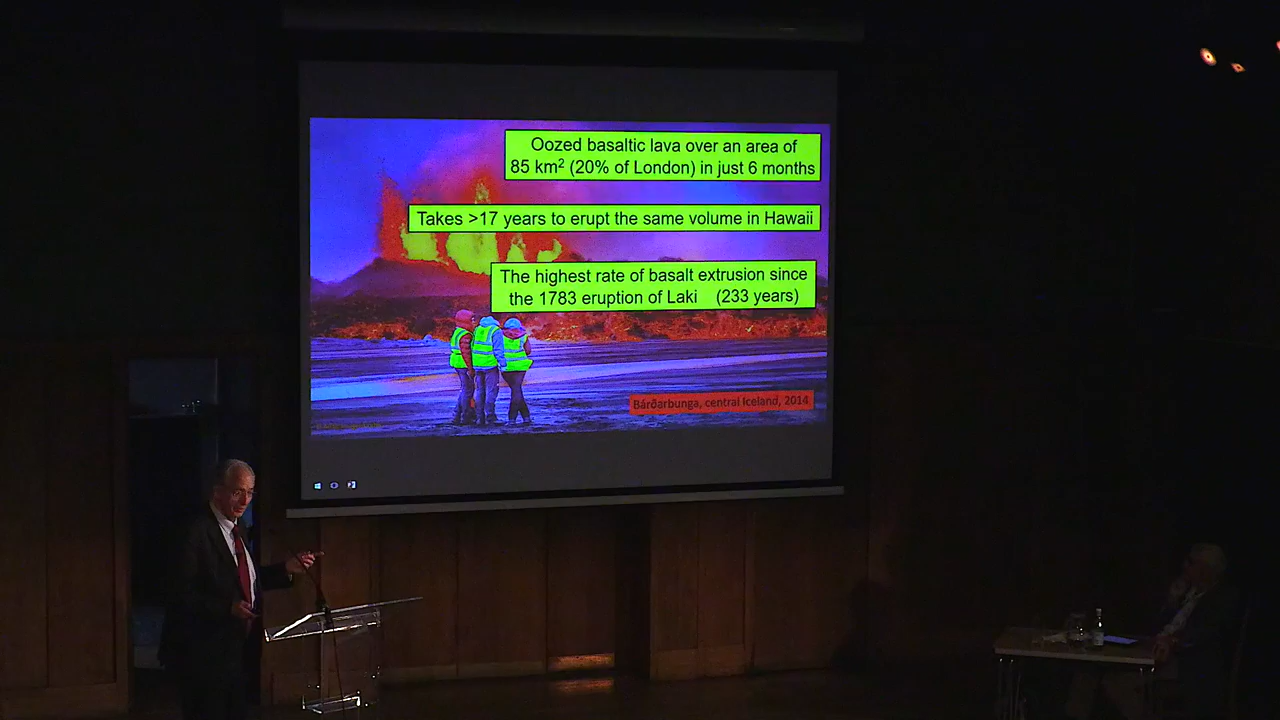 Oozed basaltic lava over an area of
85 km² (20% of London) in just 6 months
Takes >17 years to erupt the same volume in Hawaii
The highest rate of basalt extrusion since
the 1783 eruption of Laki (233 years)
Bárðarbunga, central Iceland, 2014